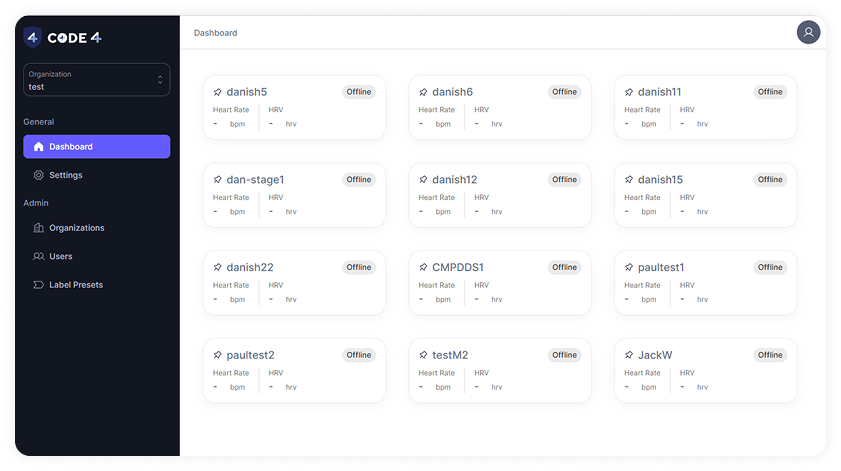 CODE 4
Dashboard
Organization
test
General
Dashboard
Settings
Admin
Organizations
Users
Label Presets
danish5 Offline
Heart Rate HRV
- bpm - hrv
danish6 Offline
Heart Rate HRV
- bpm - hrv
danish11 Offline
Heart Rate HRV
- bpm - hrv
dan-stage1 Offline
Heart Rate HRV
- bpm - hrv
danish12 Offline
Heart Rate HRV
- bpm - hrv
danish15 Offline
Heart Rate HRV
- bpm - hrv
danish22 Offline
Heart Rate HRV
- bpm - hrv
CMPDDS1 Offline
Heart Rate HRV
- bpm - hrv
paultest1 Offline
Heart Rate HRV
- bpm - hrv
paultest2 Offline
Heart Rate HRV
- bpm - hrv
testM2 Offline
Heart Rate HRV
- bpm - hrv
JackW Offline
Heart Rate HRV
- bpm - hrv